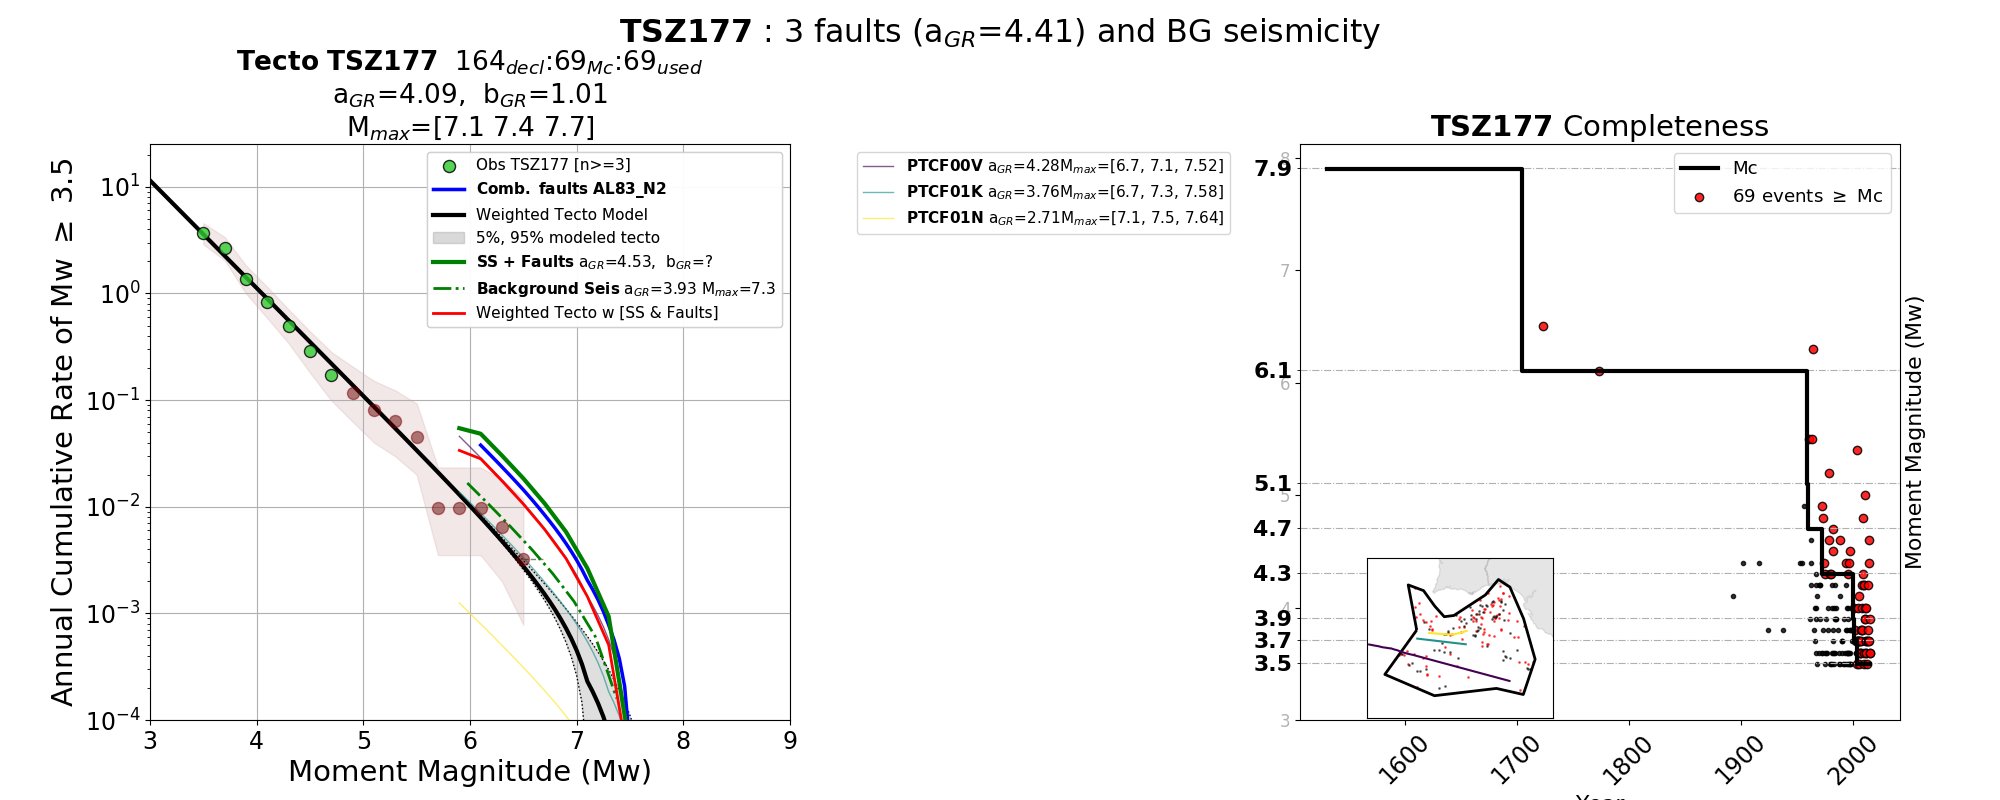 TSZ177 : 3 faults (aGR=4.41) and BG seismicity
Tecto TSZ177 164decl:69Mc:69used
aGR=4.09, bGR=1.01
Mmax=[7.1 7.4 7.7]
Annual Cumulative Rate of Mw ≥ 3.5
10^1
10^0
10^−1
10^−2
10^−3
10^−4
3 4 5 6 7 8 9
Moment Magnitude (Mw)
Obs TSZ177 [n>=3]
Comb. faults AL83_N2
Weighted Tecto Model
5%, 95% modeled tecto
SS + Faults aGR=4.53, bGR=?
Background Seis aGR=3.93 Mmax=7.3
Weighted Tecto w [SS & Faults]
PTCF00V aGR=4.28Mmax=[6.7, 7.1, 7.52]
PTCF01K aGR=3.76Mmax=[6.7, 7.3, 7.58]
PTCF01N aGR=2.71Mmax=[7.1, 7.5, 7.64]
TSZ177 Completeness
Mc
69 events ≥ Mc
8
7.9
7
6.1
6
5.1
5
4.7
4.3
4
3.9
3.7
3.5
3
Moment Magnitude (Mw)
1600 1700 1800 1900 2000
Year